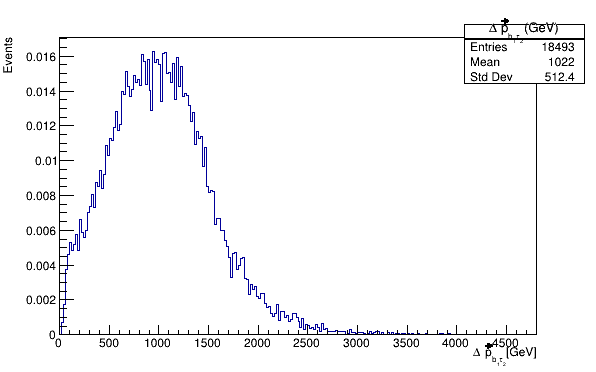 Δ p⃗ b₁τ₂ (GeV)
Entries 18493
Mean 1022
Std Dev 512.4
Events
0.016
0.014
0.012
0.01
0.008
0.006
0.004
0.002
0
0 500 1000 1500 2000 2500 3000 3500 4000 4500
Δ p⃗ b₁τ₂ [GeV]